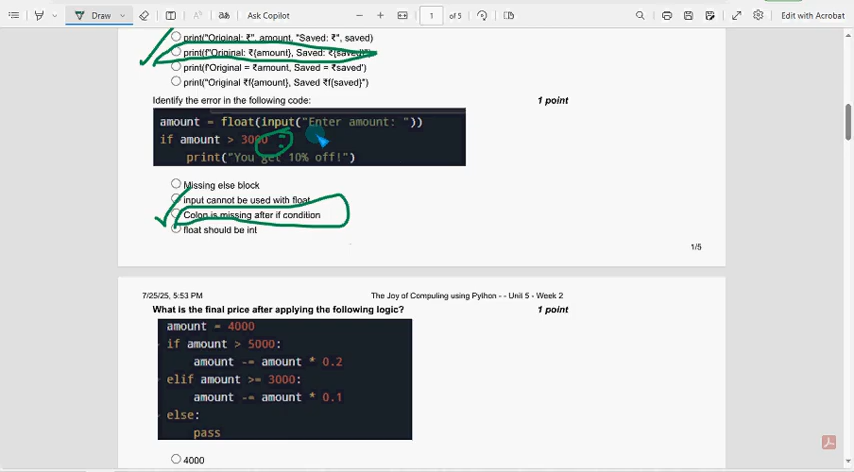 Draw
Ask Copilot
1
of 5
Edit with Acrobat
print("Original: ₹", amount, "Saved: ₹", saved)
print(f"Original: ₹{amount}, Saved: ₹{saved}")
print(f'Original = ₹amount, Saved = ₹saved')
print("Original ₹f{amount}, Saved ₹f{saved}")
Identify the error in the following code:
1 point
amount = float(input("Enter amount: "))
if amount > 3000
print("You get 10% off!")
Missing else block
input cannot be used with float
Colon is missing after if condition
float should be int
1/5
7/25/25, 5:53 PM
The Joy of Compuling using Python - - Unil 5 - Week 2
What is the final price after applying the following logic?
1 point
amount = 4000
if amount > 5000:
amount -= amount * 0.2
elif amount >= 3000:
amount -= amount * 0.1
else:
pass
4000